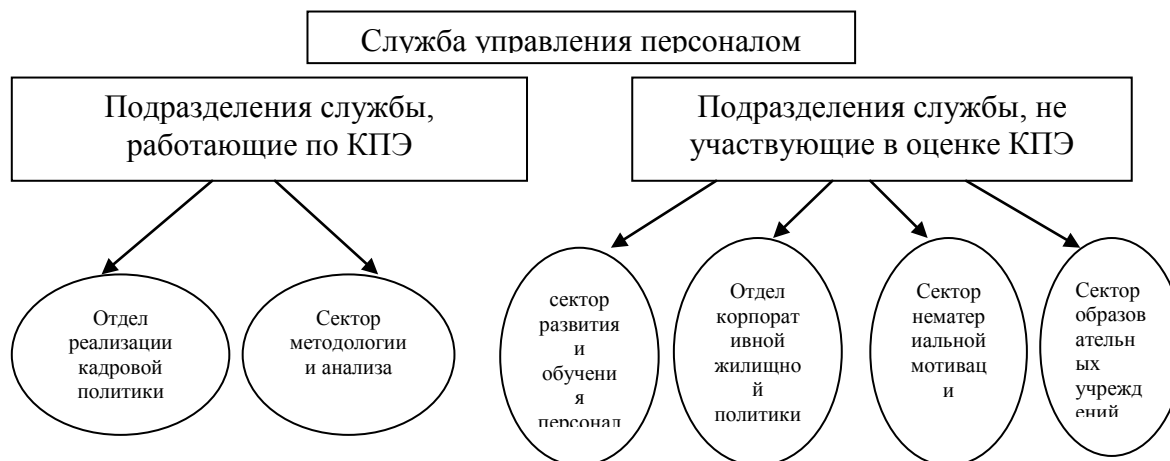 Служба управления персоналом
Подразделения службы,
работающие по КПЭ
Подразделения службы, не
участвующие в оценке КПЭ
Отдел
реализации
кадровой
политики
Сектор
методологии
и анализа
сектор
развития
и
обучени
я
персонал
Отдел
корпорат
ивной
жилищно
й
политики
Сектор
нематер
иальной
мотиваци
и
Сектор
образов
ательн
ых
учрежд
ений